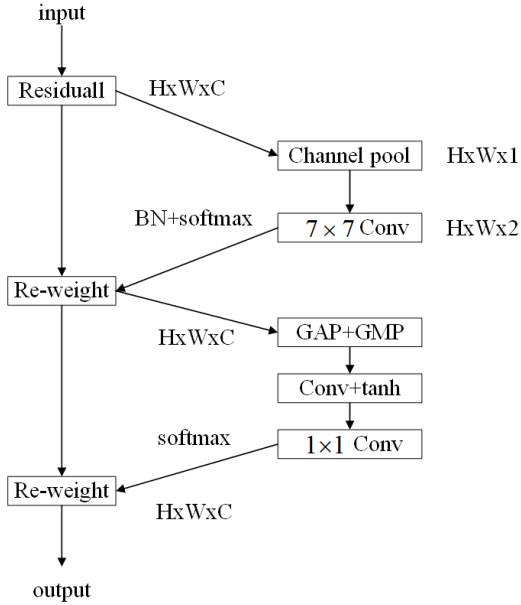 input
Residuall
HxWxC
Channel pool
HxWx1
BN+softmax
7 × 7 Conv
HxWx2
Re-weight
HxWxC
GAP+GMP
Conv+tanh
softmax
1×1 Conv
Re-weight
HxWxC
output